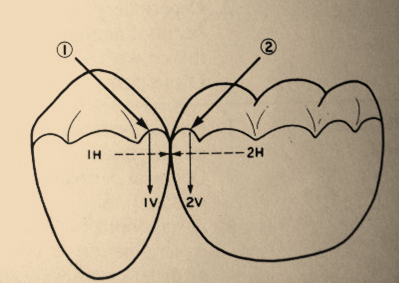 ① ②
1H 2H
1V 2V